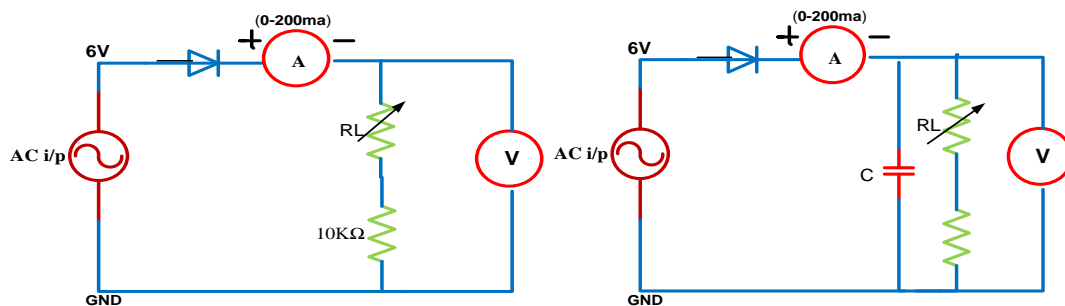 (0-200ma)
6V
A
RL
AC i/p
V
10KΩ
GND
(0-200ma)
6V
A
RL
AC i/p
V
C
GND